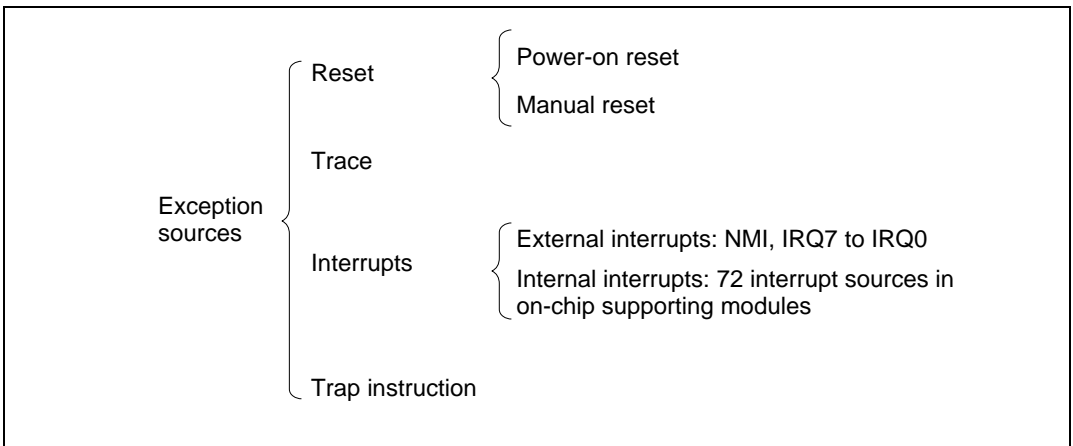 Exception
sources
Reset
Power-on reset
Manual reset
Trace
Interrupts
External interrupts: NMI, IRQ7 to IRQ0
Internal interrupts: 72 interrupt sources in
on-chip supporting modules
Trap instruction